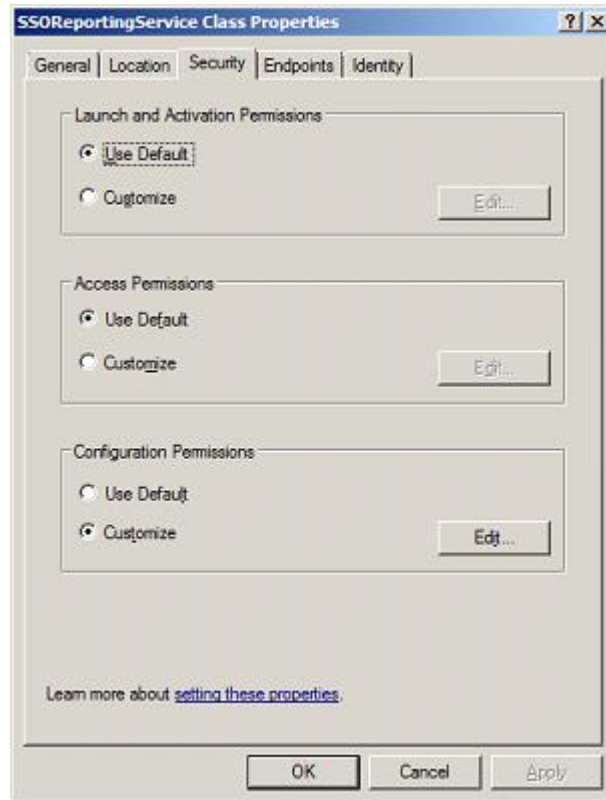 SSOReportingService Class Properties
General Location Security Endpoints Identity
Launch and Activation Permissions
Use Default
Customize
Edit...
Access Permissions
Use Default
Customize
Edit...
Configuration Permissions
Use Default
Customize
Edit...
Learn more about setting these properties.
OK Cancel Apply